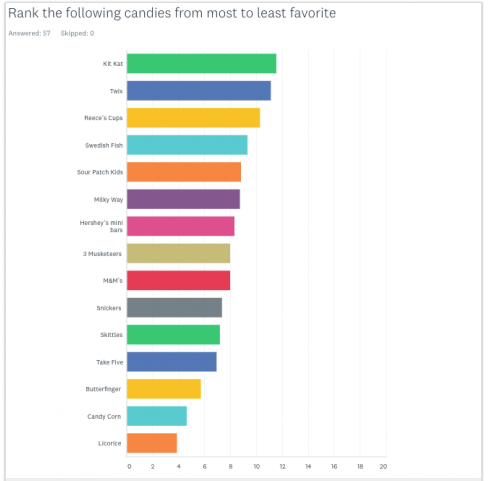 Rank the following candies from most to least favorite
Answered: 57 Skipped: 0
Kit Kat
Twix
Reece's Cups
Swedish Fish
Sour Patch Kids
Milky Way
Hershey's mini
bars
3 Musketeers
M&M's
Snickers
Skittles
Take Five
Butterfinger
Candy Corn
Licorice
0 2 4 6 8 10 12 14 16 18 20